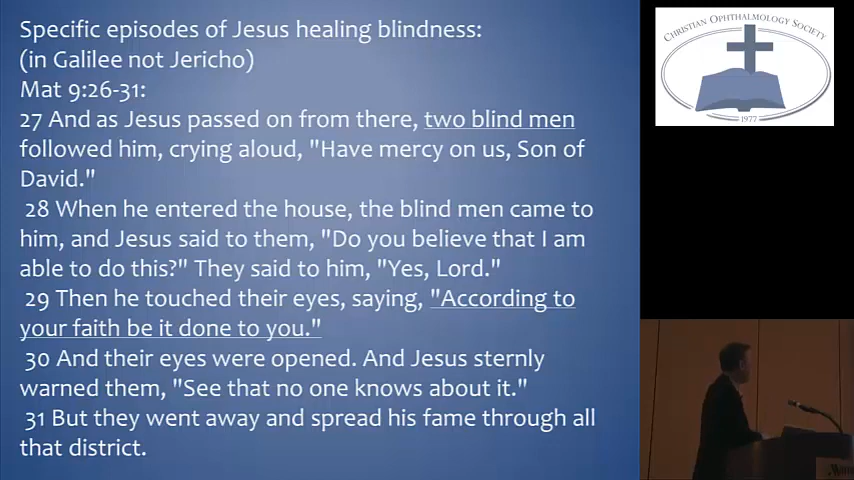 Specific episodes of Jesus healing blindness:
(in Galilee not Jericho)
Mat 9:26-31:
27 And as Jesus passed on from there, two blind men
followed him, crying aloud, "Have mercy on us, Son of
David."
28 When he entered the house, the blind men came to
him, and Jesus said to them, "Do you believe that I am
able to do this?" They said to him, "Yes, Lord."
29 Then he touched their eyes, saying, "According to
your faith be it done to you."
30 And their eyes were opened. And Jesus sternly
warned them, "See that no one knows about it."
31 But they went away and spread his fame through all
that district.
CHRISTIAN OPHTHALMOLOGY SOCIETY
1977